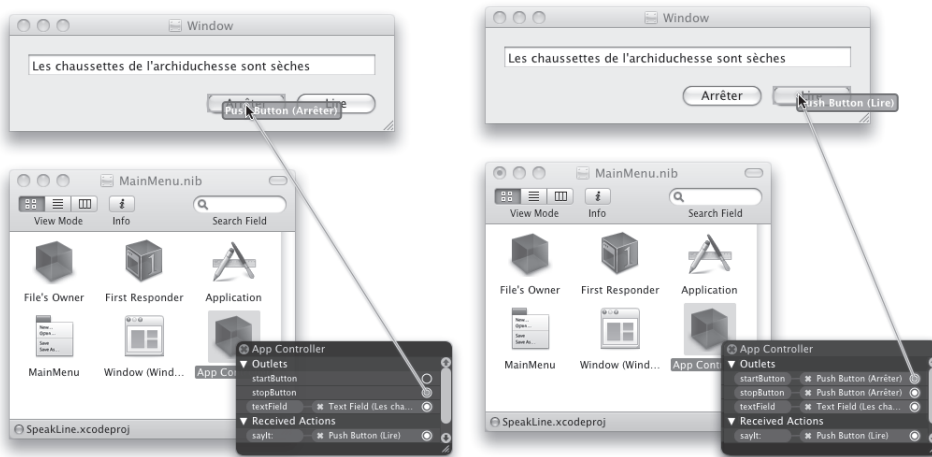 Window
Les chaussettes de l'archiduchesse sont sèches
Lire
Push Button (Arrêter)
MainMenu.nib
View Mode Info Search Field
File's Owner First Responder Application
MainMenu Window (Wind...
App Controller
Outlets
startButton
stopButton
textField Text Field (Les cha...
Received Actions
sayIt: Push Button (Lire)
SpeakLine.xcodeproj
Window
Les chaussettes de l'archiduchesse sont sèches
Arrêter
Push Button (Lire)
MainMenu.nib
View Mode Info Search Field
File's Owner First Responder Application
MainMenu Window (Wind... App Cont
App Controller
Outlets
startButton Push Button (Arrêter)
stopButton Push Button (Arrêter)
textField Text Field (Les cha...
Received Actions
sayIt: Push Button (Lire)
SpeakLine.xcodeproj